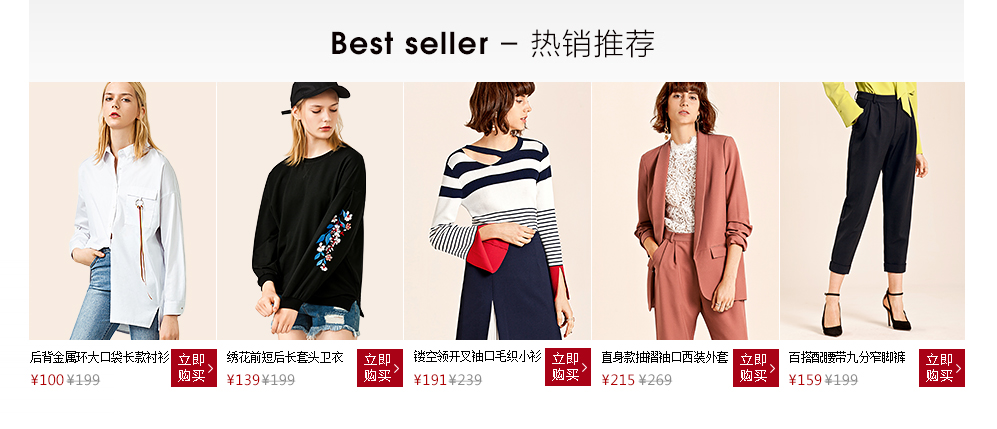 Best seller – 热销推荐
后背金属环大口袋长款衬衫
¥100 ¥199
立即
购买
绣花前短后长套头卫衣
¥139 ¥199
立即
购买
镂空领开叉袖口毛织小衫
¥191 ¥239
立即
购买
直身款抽褶袖口西装外套
¥215 ¥269
立即
购买
百搭配腰带九分窄脚裤
¥159 ¥199
立即
购买